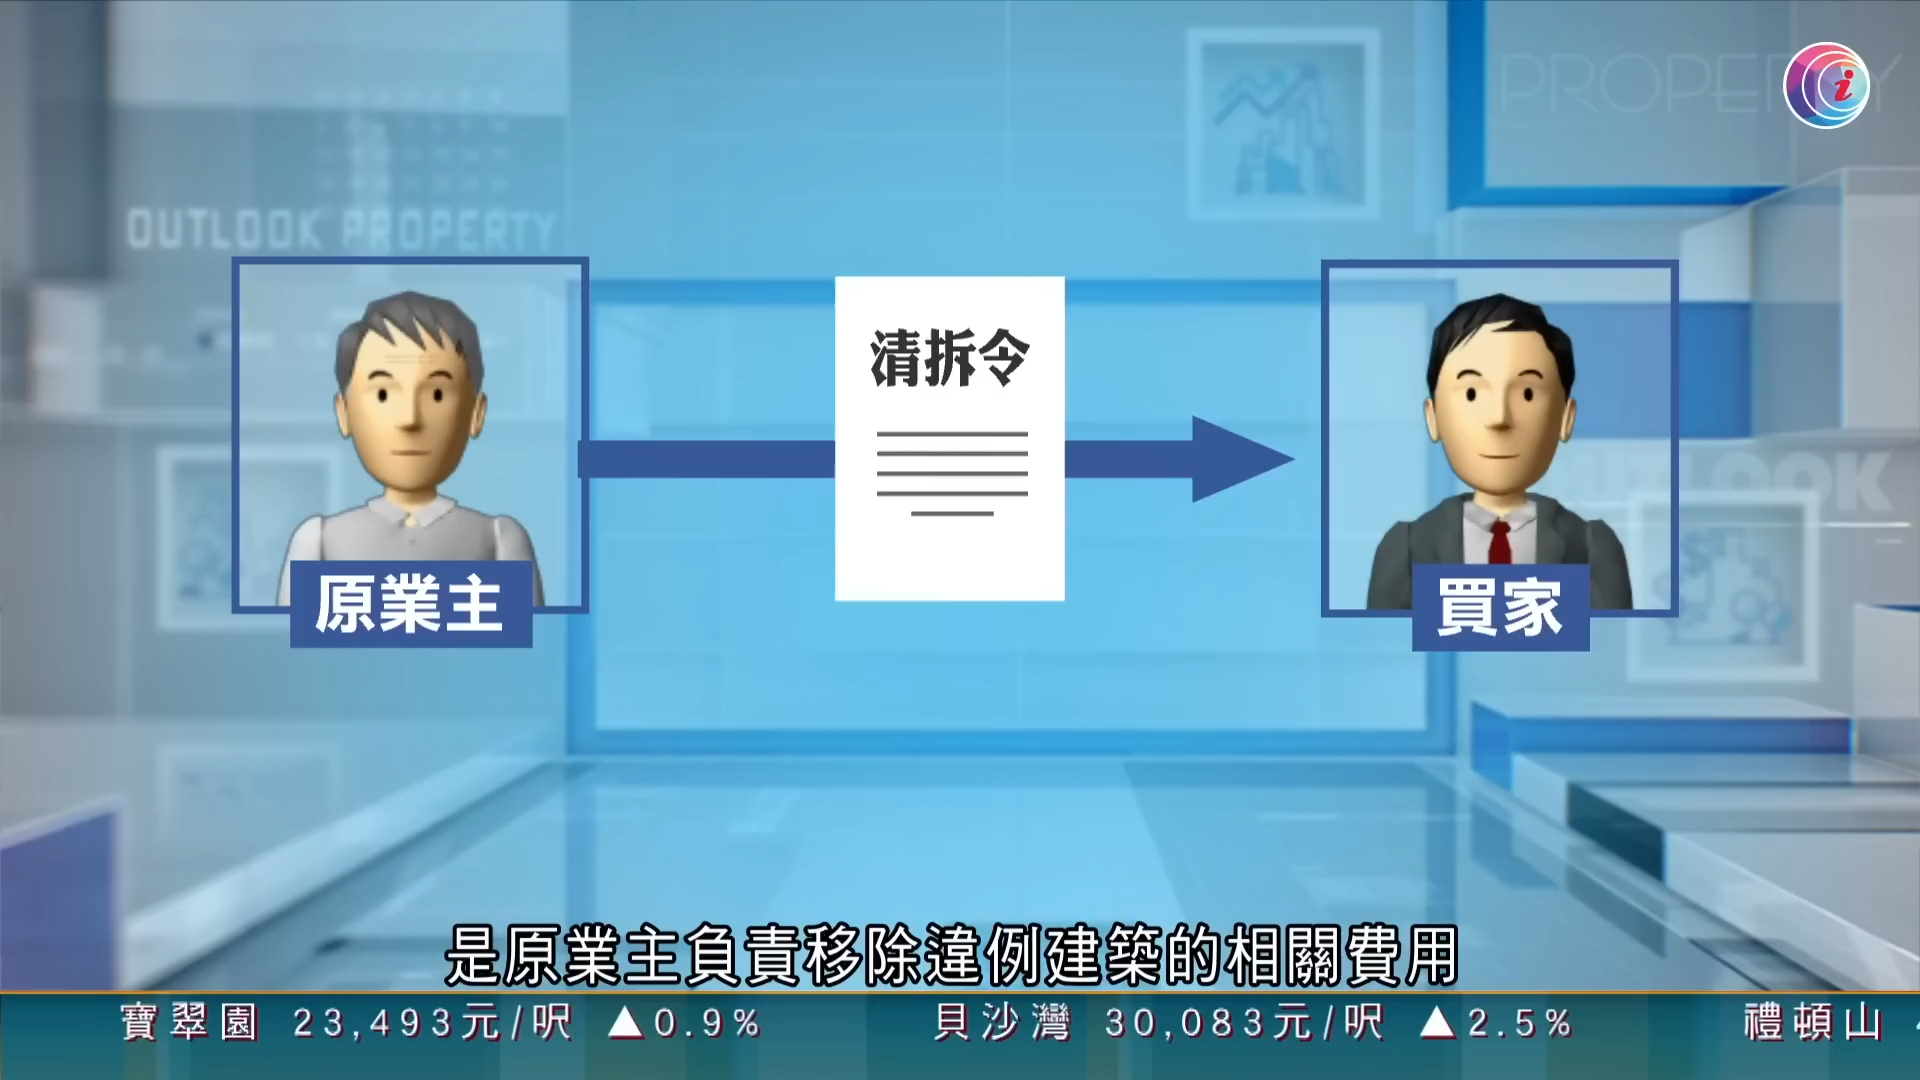 PROPERTY
i
OUTLOOK PROPERTY
清拆令
OUTLOOK
原業主
買家
是原業主負責移除違例建築的相關費用
寶翠園 23,493元/呎 ▲0.9% 貝沙灣 30,083元/呎 ▲2.5% 禮頓山